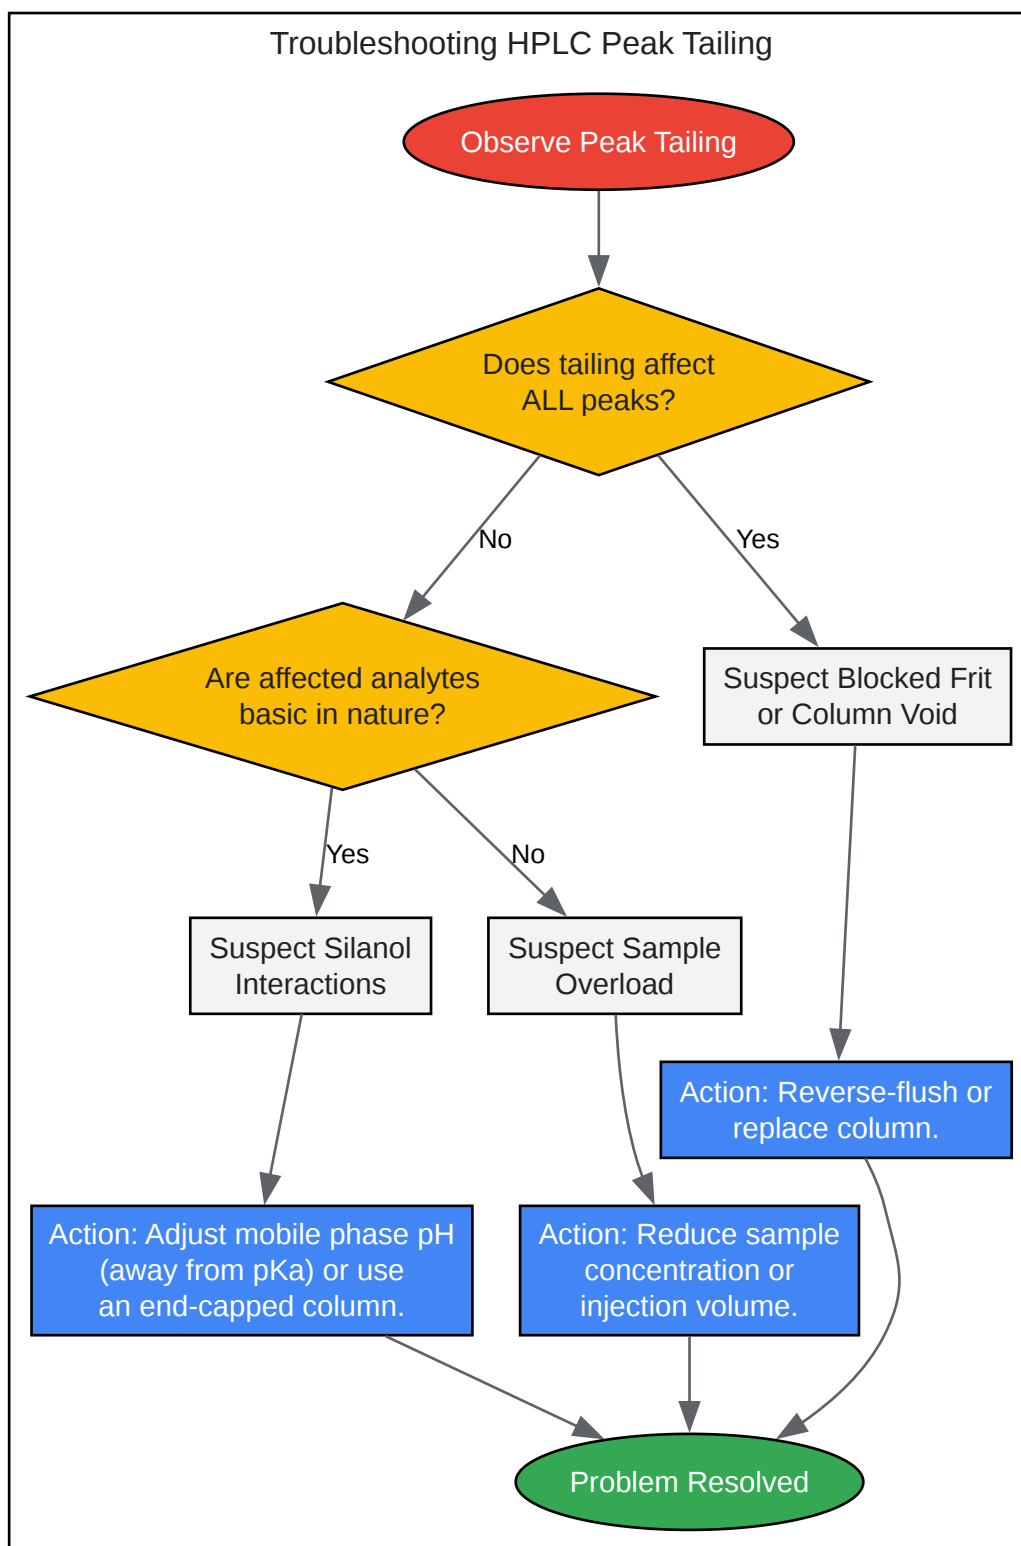 Troubleshooting HPLC Peak Tailing
Observe Peak Tailing
Does tailing affect
ALL peaks?
No
Yes
Are affected analytes
basic in nature?
Suspect Blocked Frit
or Column Void
Yes
No
Suspect Silanol
Interactions
Suspect Sample
Overload
Action: Reverse-flush or
replace column.
Action: Adjust mobile phase pH
(away from pKa) or use
an end-capped column.
Action: Reduce sample
concentration or
injection volume.
Problem Resolved